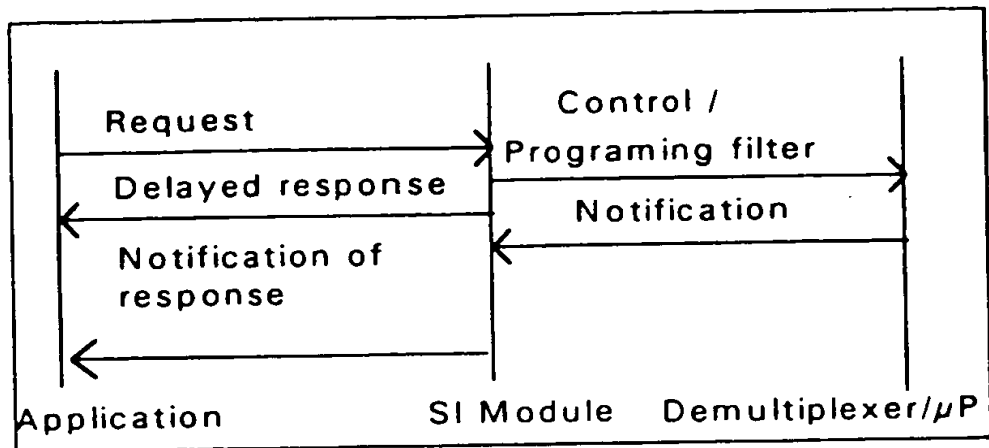 Request
Control /
Programing filter
Delayed response
Notification
Notification of
response
Application
SI Module
Demultiplexer/μP